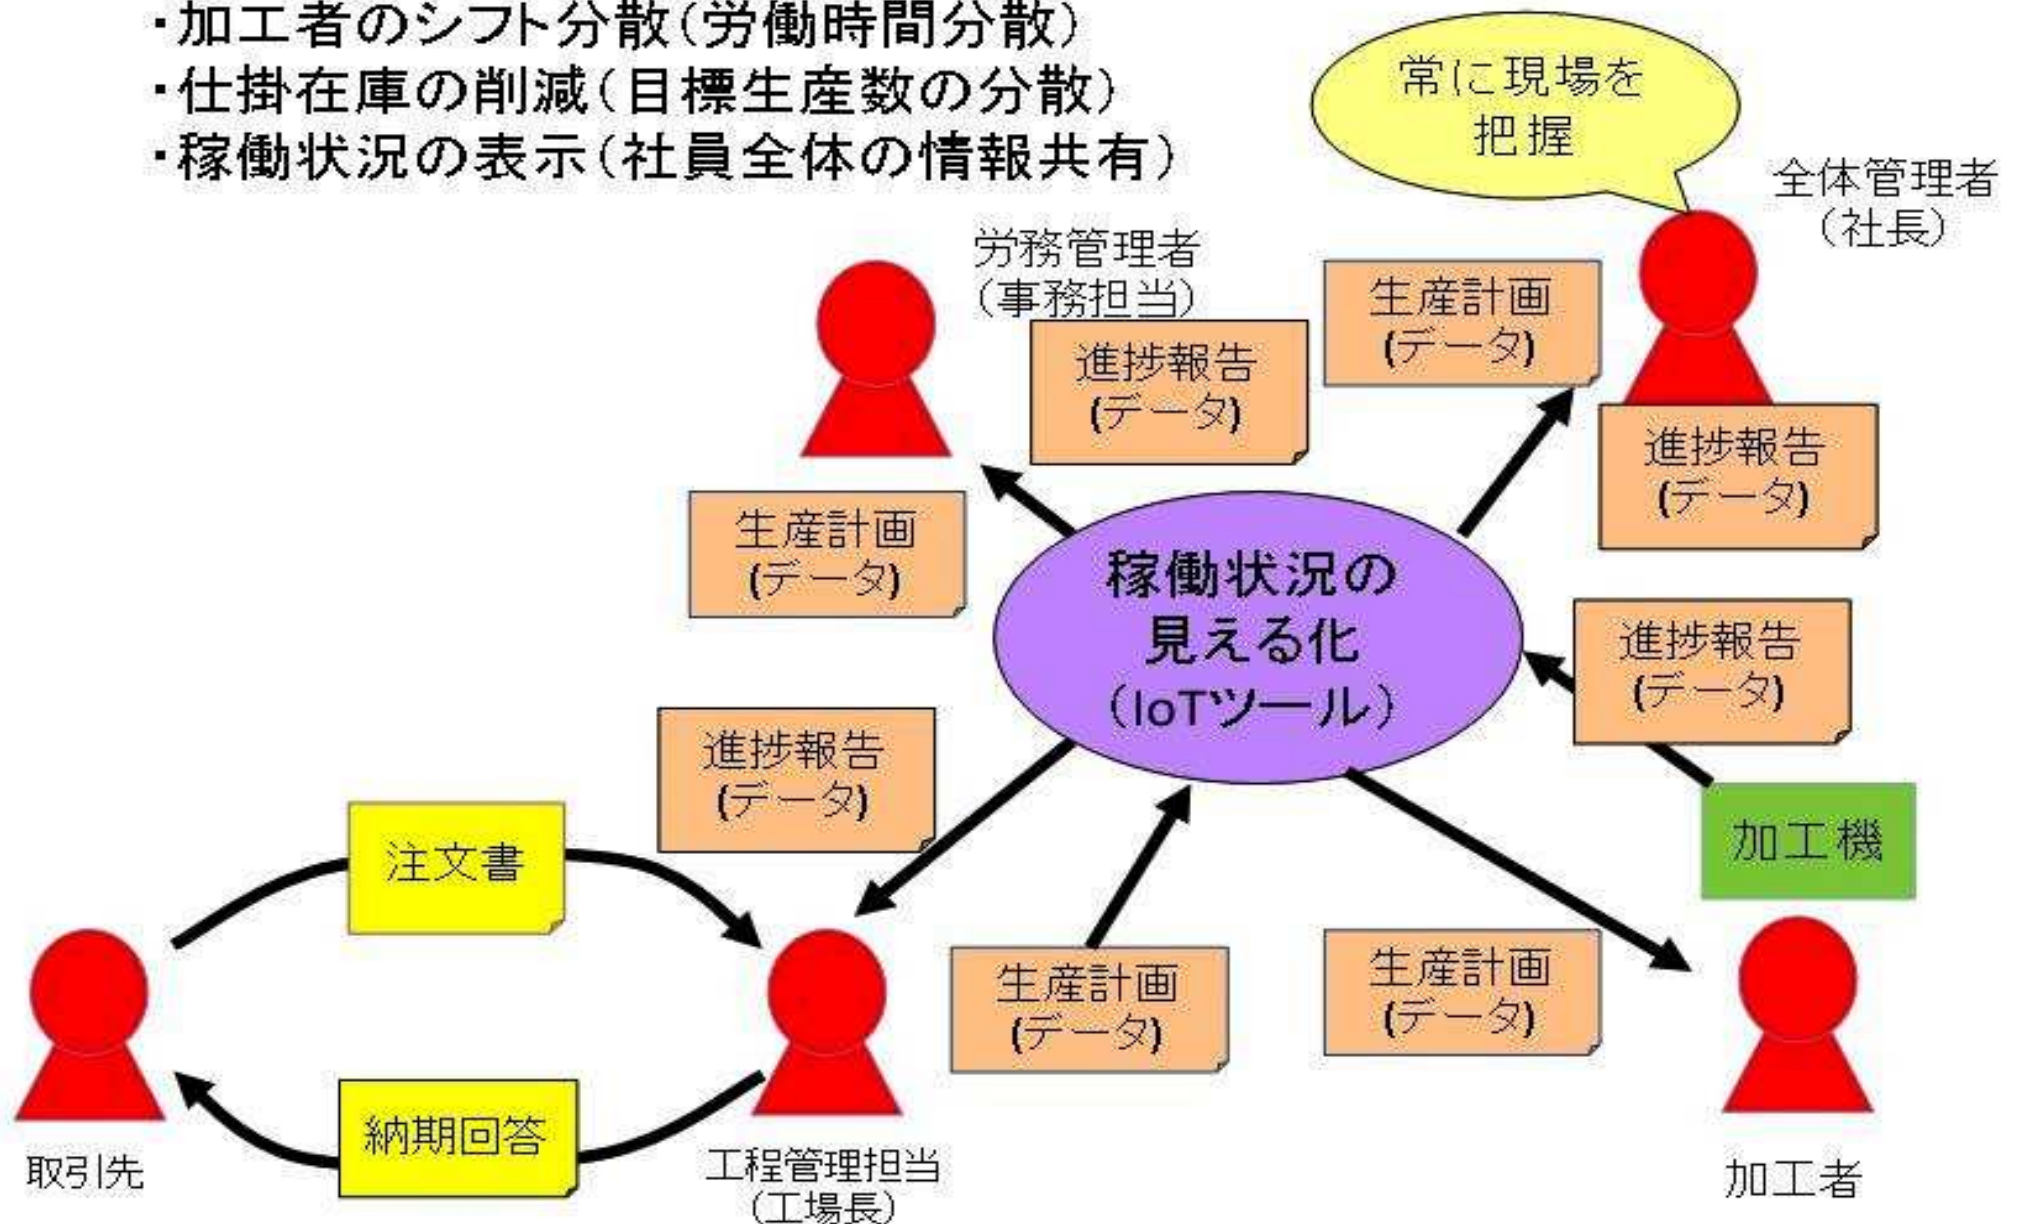 ・加工者のシフト分散(労働時間分散)
・仕掛在庫の削減(目標生産数の分散)
・稼働状況の表示(社員全体の情報共有)
常に現場を
把握
全体管理者
(社長)
労務管理者
(事務担当)
生産計画
(データ)
進捗報告
(データ)
進捗報告
(データ)
生産計画
(データ)
稼働状況の
見える化
(IoTツール)
進捗報告
(データ)
進捗報告
(データ)
注文書
加工機
生産計画
(データ)
生産計画
(データ)
納期回答
取引先
工程管理担当
(工場長)
加工者